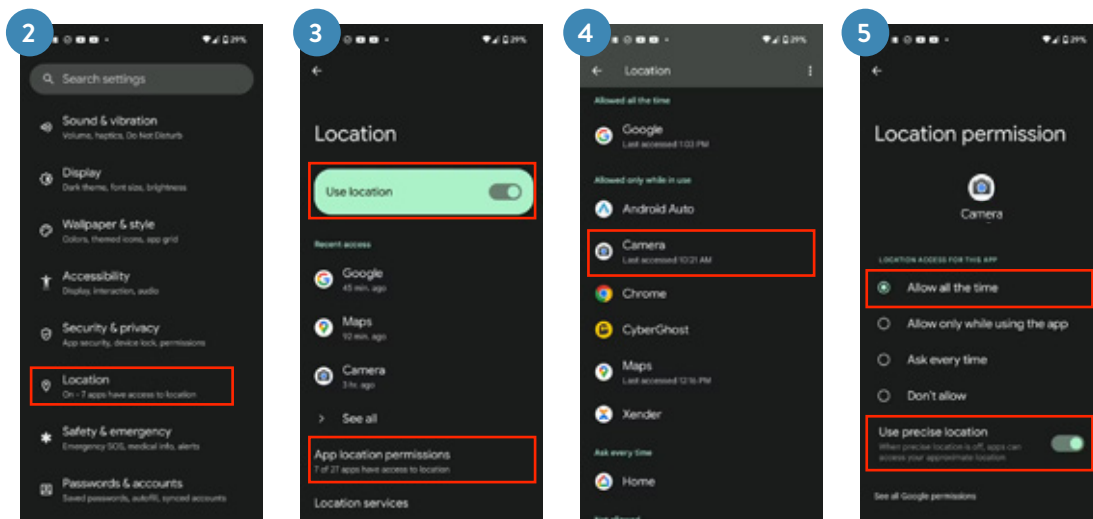 2
29%
Search settings
Sound & vibration
Volume, haptics, Do Not Disturb
Display
Dark theme, font size, brightness
Wallpaper & style
Colors, themed icons, app grid
Accessibility
Display, interaction, audio
Security & privacy
App security, device lock, permissions
Location
On – 7 apps have access to location
Safety & emergency
Emergency SOS, medical info, alerts
Passwords & accounts
Saved passwords, autofill, synced accounts
3
29%
Location
Use location
Recent access
Google
45 min. ago
Maps
92 min. ago
Camera
3 hr. ago
See all
App location permissions
7 of 27 apps have access to location
Location services
4
29%
Location
Allowed all the time
Google
Last accessed 1:03 PM
Allowed only while in use
Android Auto
Camera
Last accessed 10:21 AM
Chrome
CyberGhost
Maps
Last accessed 12:16 PM
Xender
Ask every time
Home
Not allowed
5
29%
Location permission
Camera
LOCATION ACCESS FOR THIS APP
Allow all the time
Allow only while using the app
Ask every time
Don't allow
Use precise location
When precise location is off, apps can
access your approximate location
See all Google permissions